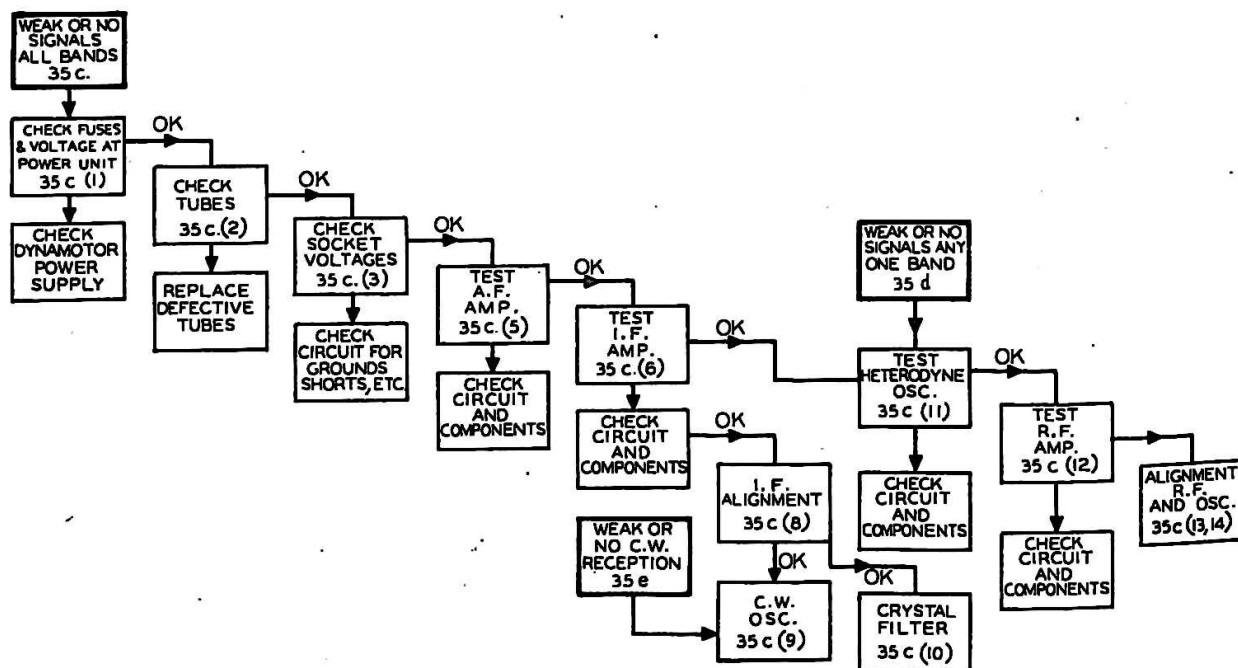 WEAK OR NO
SIGNALS
ALL BANDS
35 c.
CHECK FUSES
& VOLTAGE AT
POWER UNIT
35 c (1)
OK
CHECK
DYNAMOTOR
POWER
SUPPLY
CHECK
TUBES
35 c. (2)
OK
REPLACE
DEFECTIVE
TUBES
CHECK
SOCKET
VOLTAGES
35 c. (3)
OK
CHECK
CIRCUIT FOR
GROUNDS
SHORTS, ETC.
TEST
A.F.
AMP.
35 c. (5)
OK
CHECK
CIRCUIT
AND
COMPONENTS
TEST
I.F.
AMP.
35 c. (6)
OK
CHECK
CIRCUIT
AND
COMPONENTS
OK
I.F.
ALIGNMENT
35 c (8)
OK
OK
WEAK OR
NO C.W.
RECEPTION
35 e
C.W.
OSC.
35 c (9)
CRYSTAL
FILTER
35 c (10)
WEAK OR NO
SIGNALS ANY
ONE BAND
35 d
TEST
HETERODYNE
OSC.
35 c (11)
OK
CHECK
CIRCUIT
AND
COMPONENTS
TEST
R.F.
AMP.
35 c (12)
CHECK
CIRCUIT
AND
COMPONENTS
ALIGNMENT
R.F.
AND OSC.
35c (13,14)